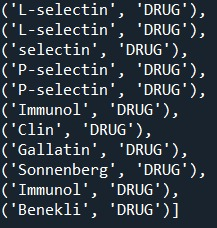 ('L-selectin', 'DRUG'),
('L-selectin', 'DRUG'),
('selectin', 'DRUG'),
('P-selectin', 'DRUG'),
('P-selectin', 'DRUG'),
('Immunol', 'DRUG'),
('Clin', 'DRUG'),
('Gallatin', 'DRUG'),
('Sonnenberg', 'DRUG'),
('Immunol', 'DRUG'),
('Benekli', 'DRUG')]